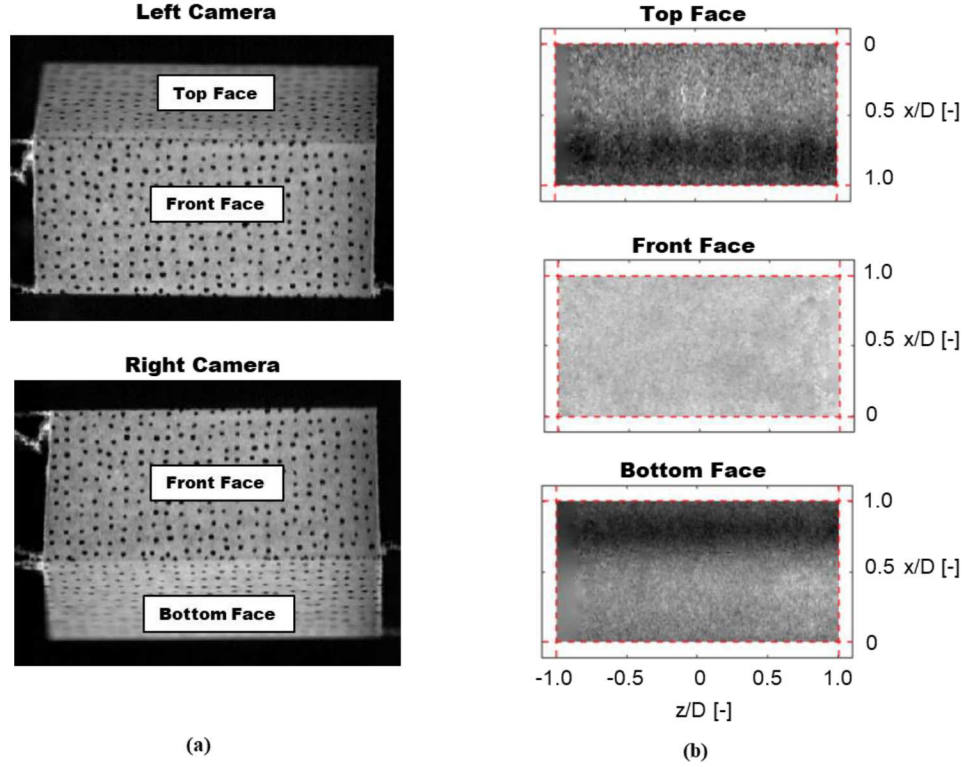 Left Camera
Top Face
Front Face
Right Camera
Front Face
Bottom Face
(a)
Top Face
0
0.5 x/D [-]
1.0
Front Face
1.0
0.5 x/D [-]
0
Bottom Face
1.0
0.5 x/D [-]
0
-1.0 -0.5 0 0.5 1.0
z/D [-]
(b)